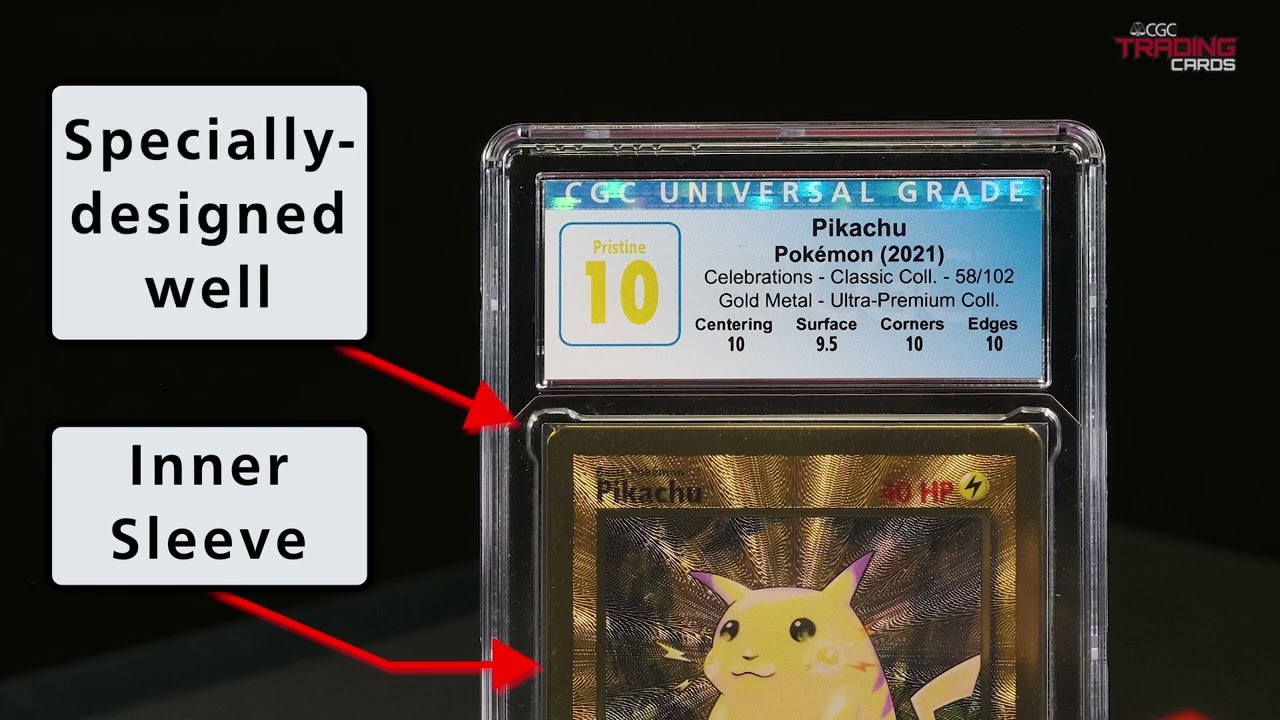 CGC
TRADING
CARDS
Specially-
designed
well
Inner
Sleeve
CGC UNIVERSAL GRADE
Pristine
10
Pikachu
Pokémon (2021)
Celebrations - Classic Coll. - 58/102
Gold Metal - Ultra-Premium Coll.
Centering Surface Corners Edges
10 9.5 10 10
Basic Pokémon
Pikachu 40 HP